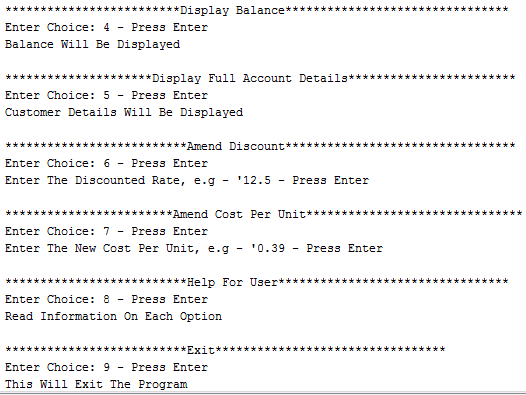 *************************Display Balance********************************
Enter Choice: 4 - Press Enter
Balance Will Be Displayed
*********************Display Full Account Details************************
Enter Choice: 5 - Press Enter
Customer Details Will Be Displayed
**************************Amend Discount*********************************
Enter Choice: 6 - Press Enter
Enter The Discounted Rate, e.g - '12.5 - Press Enter
************************Amend Cost Per Unit*******************************
Enter Choice: 7 - Press Enter
Enter The New Cost Per Unit, e.g - '0.39 - Press Enter
**************************Help For User*********************************
Enter Choice: 8 - Press Enter
Read Information On Each Option
**************************Exit*********************************
Enter Choice: 9 - Press Enter
This Will Exit The Program